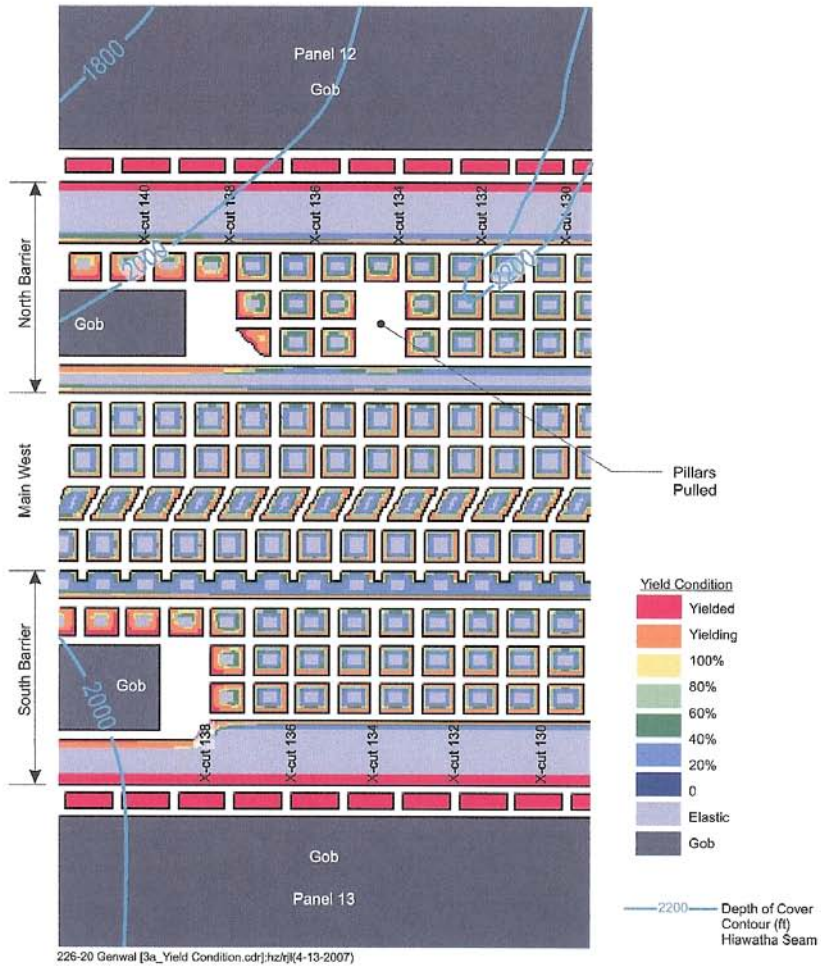 Panel 12
Gob
1800
X-cut 140
X-cut 138
X-cut 136
X-cut 134
X-cut 132
X-cut 130
2000
2200
North Barrier
Gob
Main West
Pillars
Pulled
South Barrier
Gob
2000
X-cut 138
X-cut 136
X-cut 134
X-cut 132
X-cut 130
Gob
Panel 13
Yield Condition
Yielded
Yielding
100%
80%
60%
40%
20%
0
Elastic
Gob
2200
Depth of Cover
Contour (ft)
Hiawatha Seam
226-20 Genwal [3a_Yield Condition.cdr]:hz/rjl(4-13-2007)